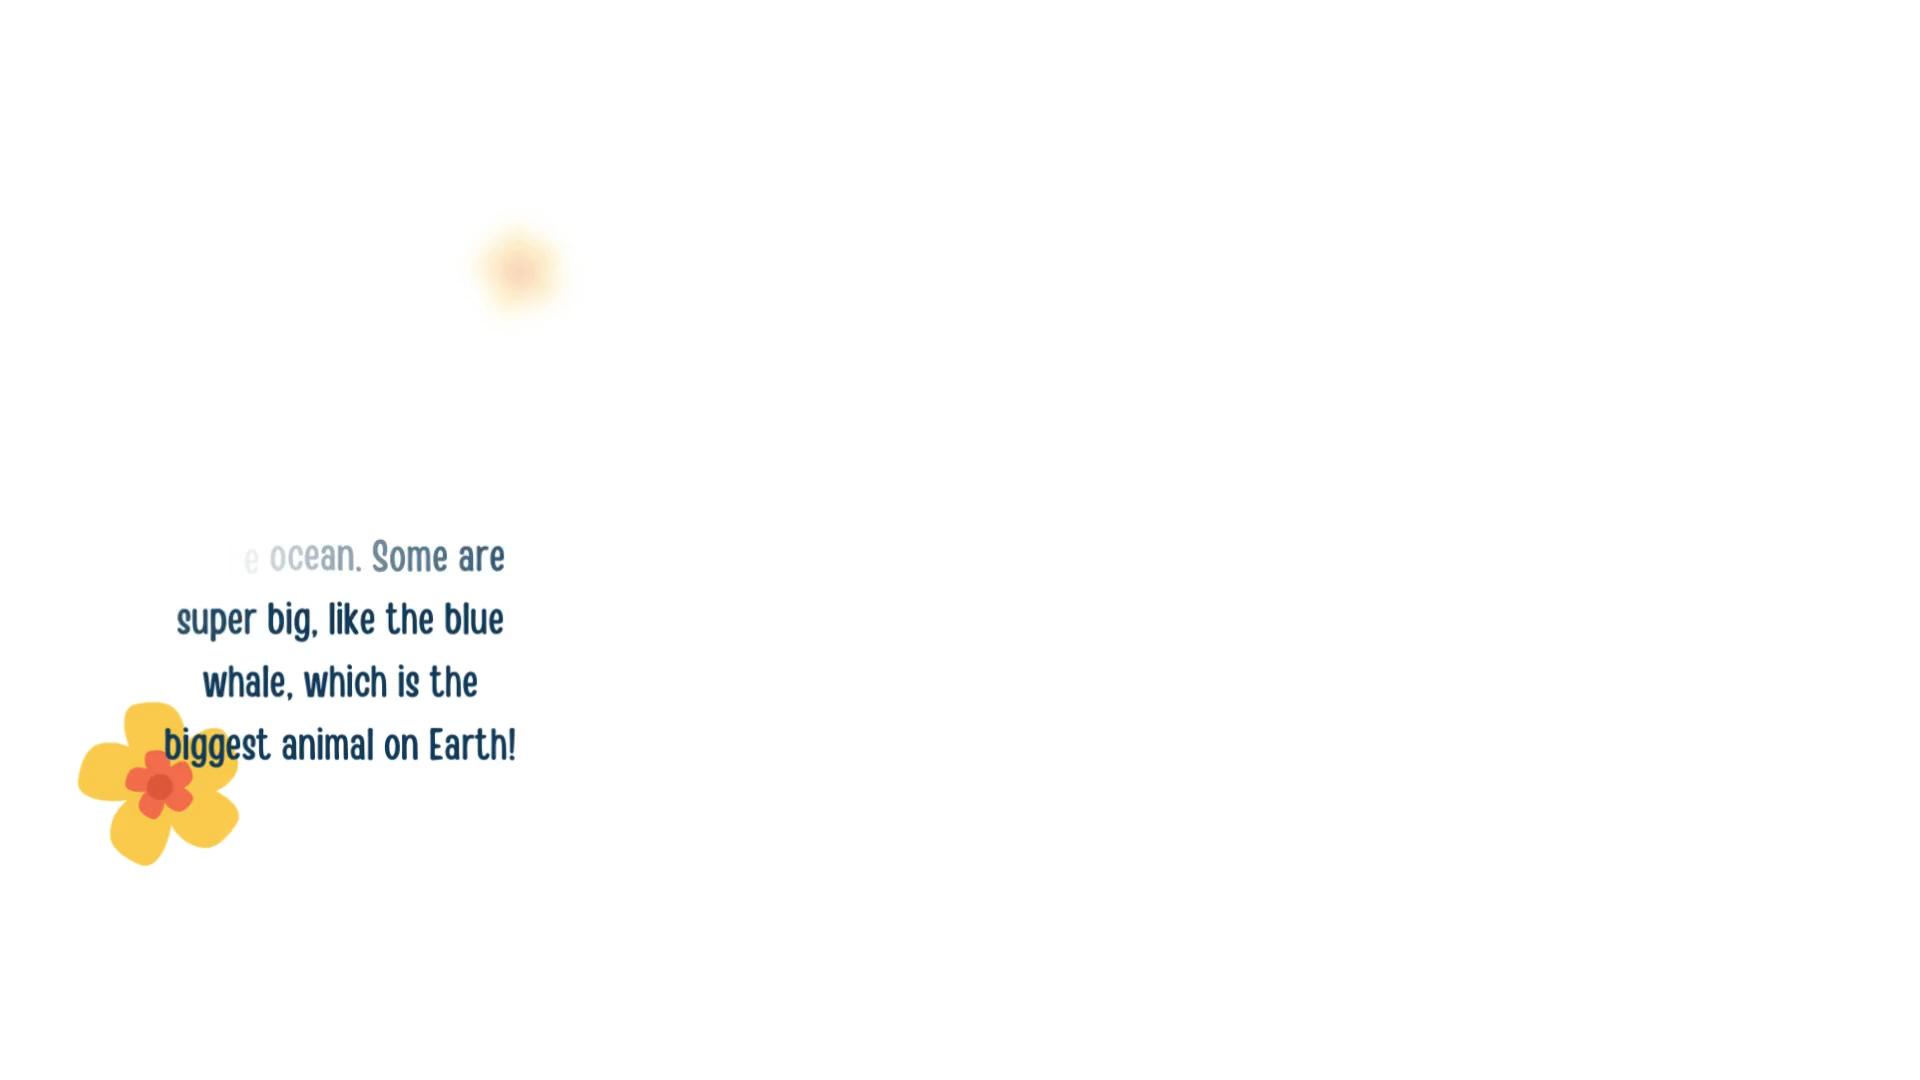 ocean. Some are
super big, like the blue
whale, which is the
biggest animal on Earth!